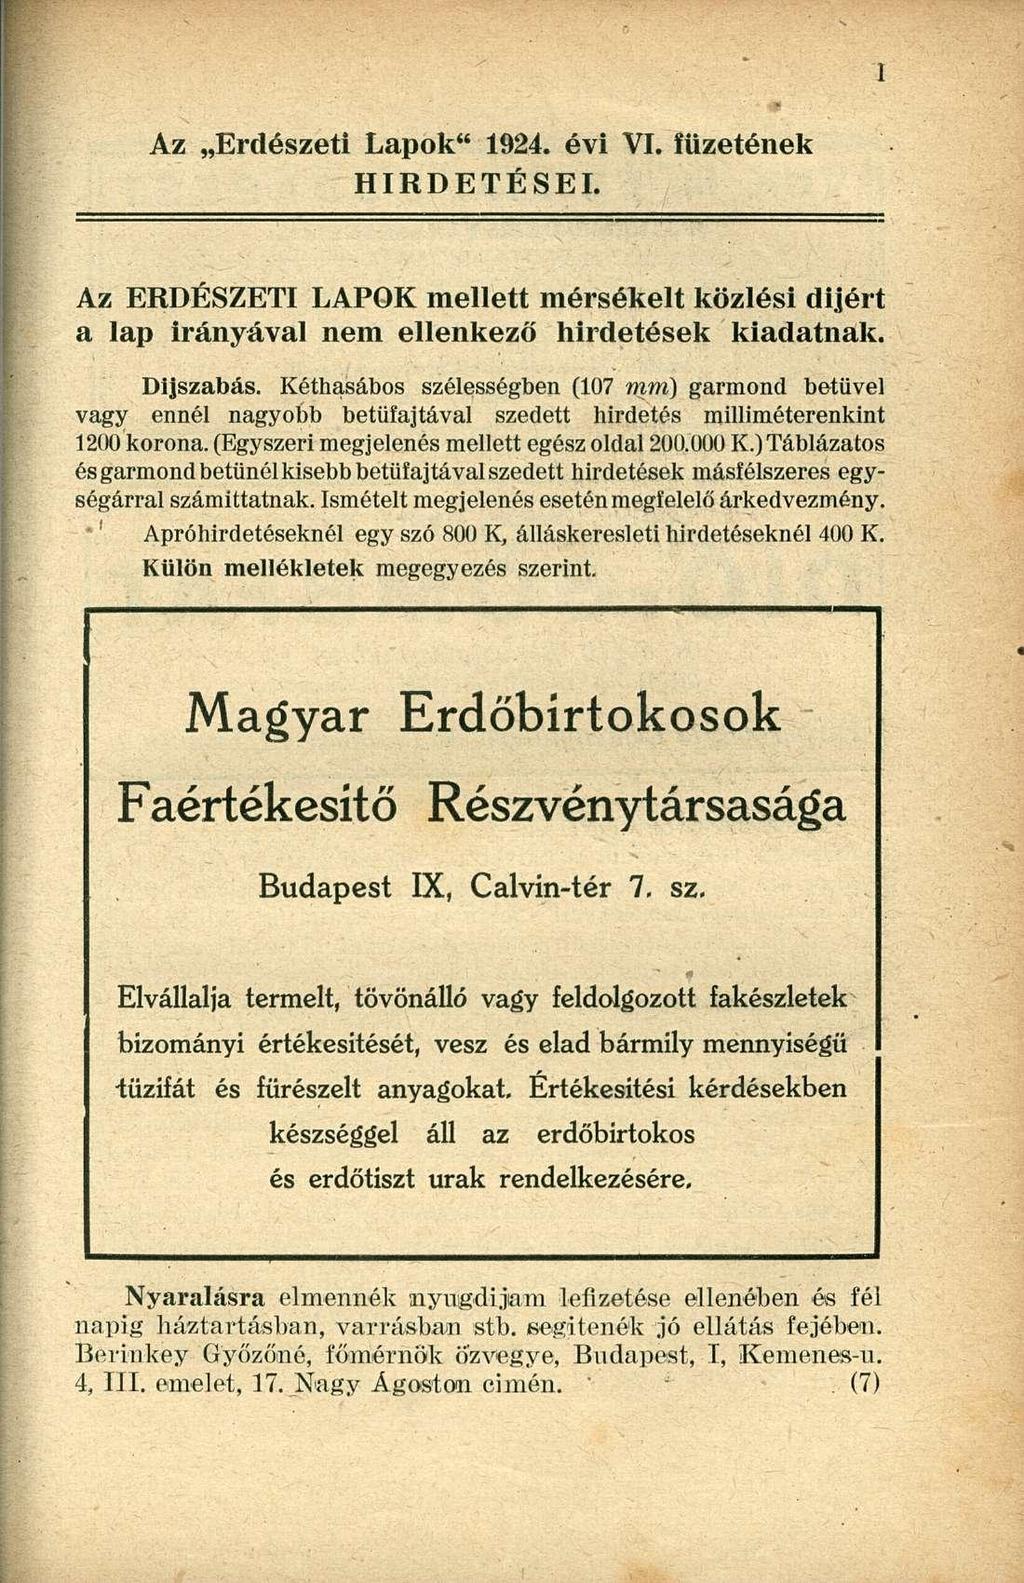 1
Az „Erdészeti Lapok“ 1924. évi VI. füzetének
HIRDETÉSEI.
Az ERDÉSZETI LAPOK mellett mérsékelt közlési dijért
a lap irányával nem ellenkező hirdetések kiadatnak.
Dijszabás. Kéthasábos szélességben (107 mm) garmond betüvel
vagy ennél nagyobb betüfajtával szedett hirdetés milliméterenkint
1200 korona. (Egyszeri megjelenés mellett egész oldal 200.000 K.) Táblázatos
és garmond betünél kisebb betüfajtával szedett hirdetések másfélszeres egy-
ségárral számittatnak. Ismételt megjelenés esetén megfelelő árkedvezmény.
Apróhirdetéseknél egy szó 800 K, álláskeresleti hirdetéseknél 400 K.
Külön mellékletek megegyezés szerint.
Magyar Erdőbirtokosok
Faértékesitő Részvénytársasága
Budapest IX, Calvin-tér 7. sz.
Elvállalja termelt, tövönálló vagy feldolgozott fakészletek
bizományi értékesitését, vesz és elad bármily mennyiségü
tüzifát és fürészelt anyagokat. Értékesitési kérdésekben
készséggel áll az erdőbirtokos
és erdőtiszt urak rendelkezésére.
Nyaralásra elmennék nyugdijam lefizetése ellenében és fél
napig háztartásban, varrásban stb. segitenék jó ellátás fejében.
Berinkey Győzőné, főmérnök özvegye, Budapest, I, Kemenes-u.
4, III. emelet, 17. Nagy Ágoston cimén. (7)